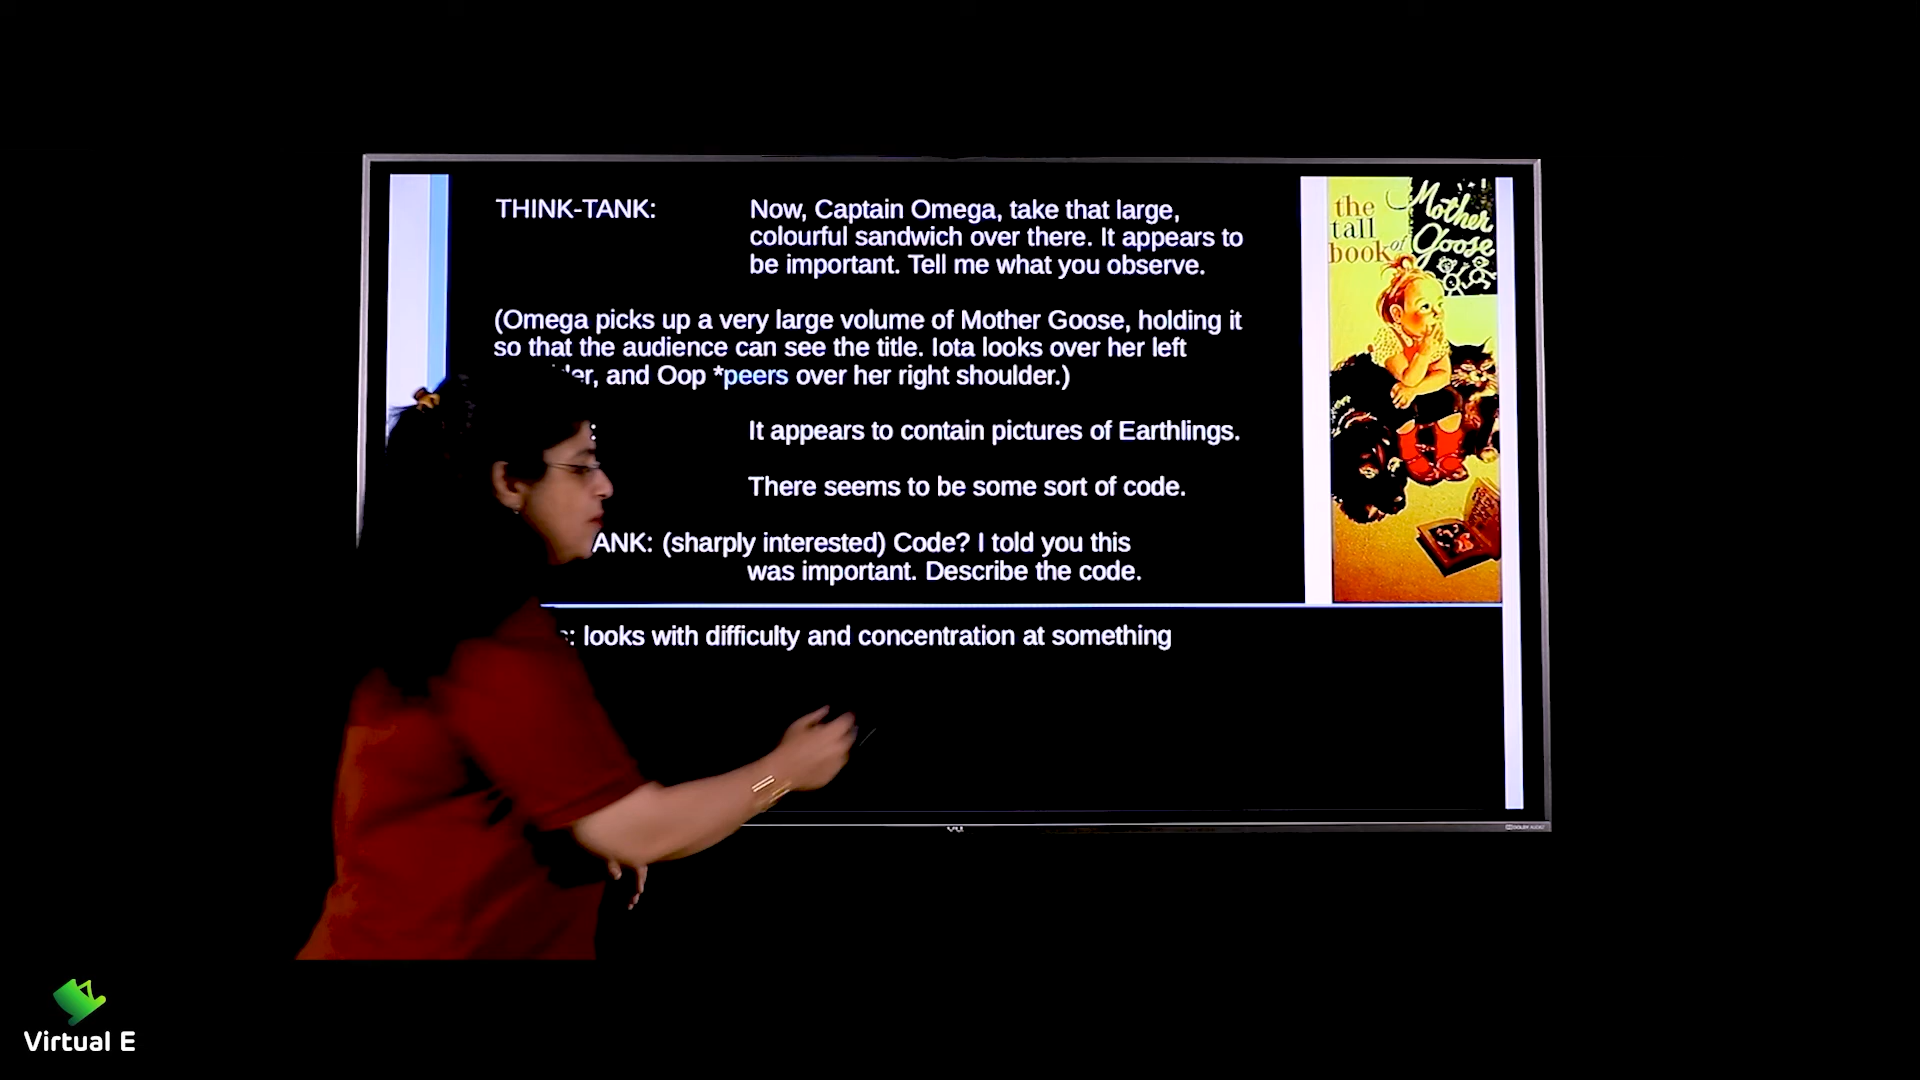 THINK-TANK: Now, Captain Omega, take that large,
colourful sandwich over there. It appears to
be important. Tell me what you observe.
(Omega picks up a very large volume of Mother Goose, holding it
so that the audience can see the title. Iota looks over her left
and Oop *peers over her right shoulder.)
: It appears to contain pictures of Earthlings.
There seems to be some sort of code.
ANK: (sharply interested) Code? I told you this
was important. Describe the code.
: looks with difficulty and concentration at something
the
tall
book of
Mother
Goose
DOLBY AUDIO
Virtual E